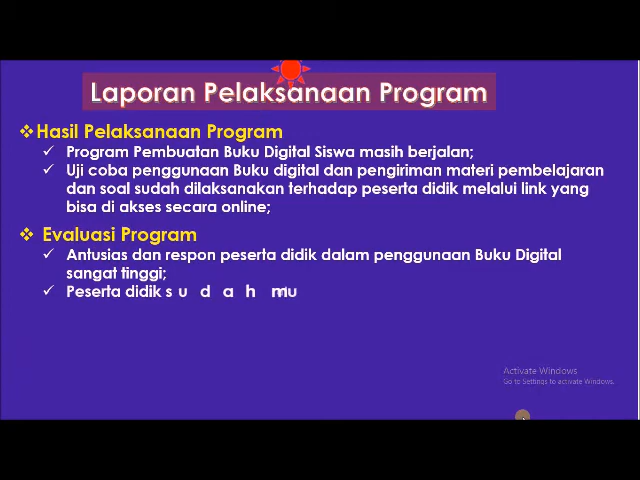 Laporan Pelaksanaan Program
❖Hasil Pelaksanaan Program
✓ Program Pembuatan Buku Digital Siswa masih berjalan;
✓ Uji coba penggunaan Buku digital dan pengiriman materi pembelajaran
dan soal sudah dilaksanakan terhadap peserta didik melalui link yang
bisa di akses secara online;
❖ Evaluasi Program
✓ Antusias dan respon peserta didik dalam penggunaan Buku Digital
sangat tinggi;
✓ Peserta didik sudah mu
Activate Windows
Go to Settings to activate Windows.